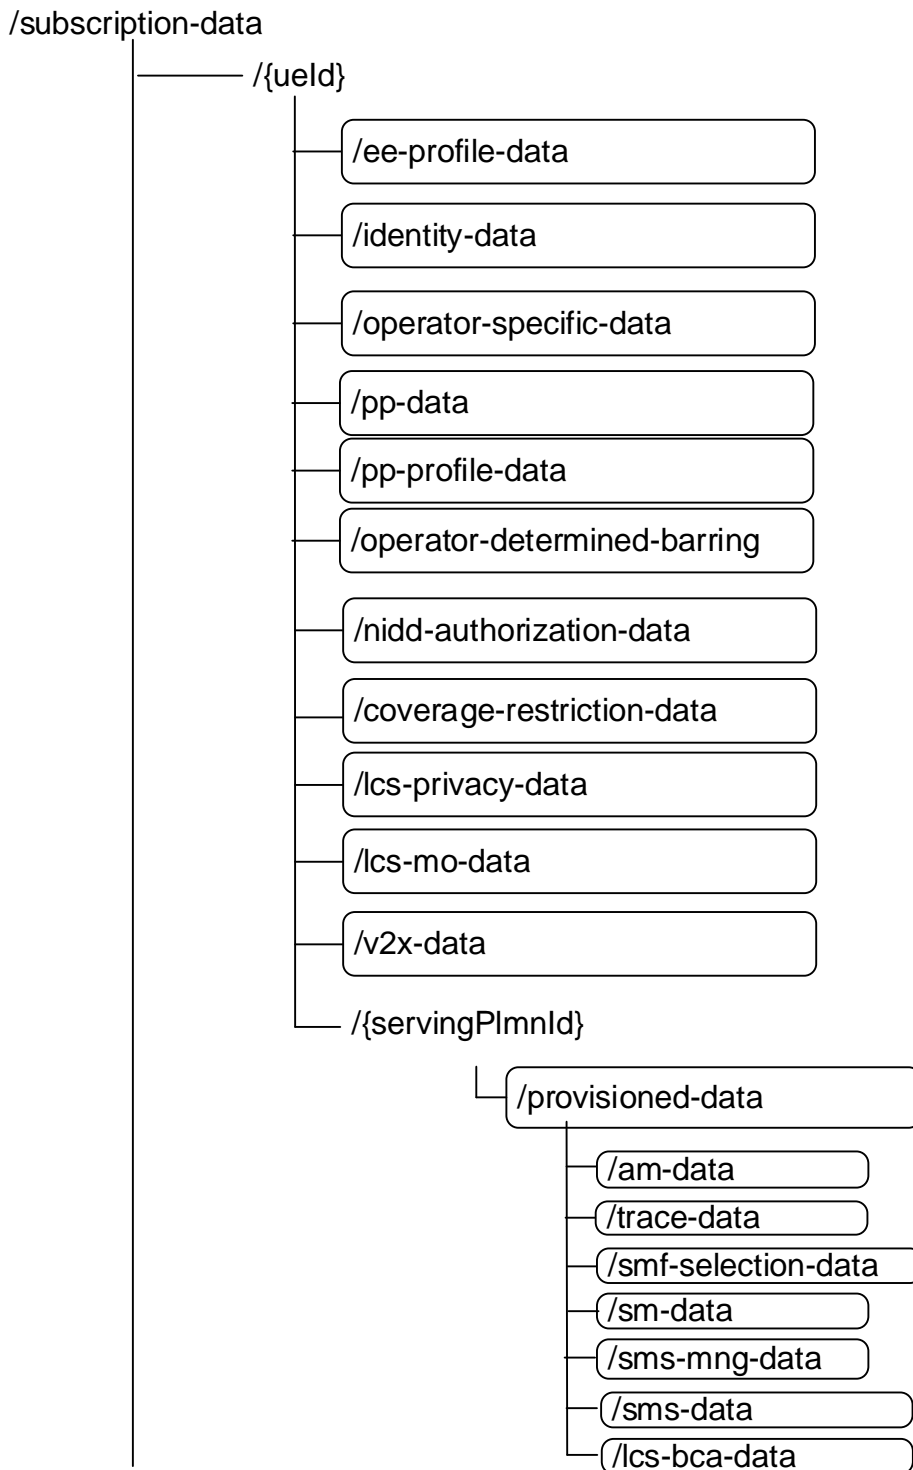 /subscription-data
/{ueId}
/ee-profile-data
/identity-data
/operator-specific-data
/pp-data
/pp-profile-data
/operator-determined-barring
/nidd-authorization-data
/coverage-restriction-data
/lcs-privacy-data
/lcs-mo-data
/v2x-data
/{servingPlmnId}
/provisioned-data
/am-data
/trace-data
/smf-selection-data
/sm-data
/sms-mng-data
/sms-data
/lcs-bca-data